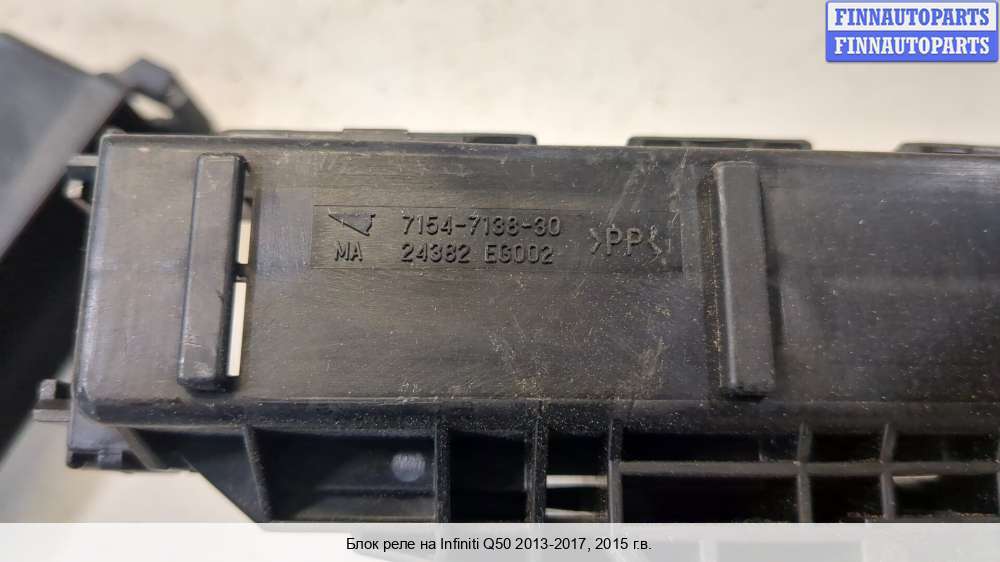 FINNAUTOPARTS
FINNAUTOPARTS
7154-7138-30
MA 24382 EG002 >PP<
Блок реле на Infiniti Q50 2013-2017, 2015 г.в.